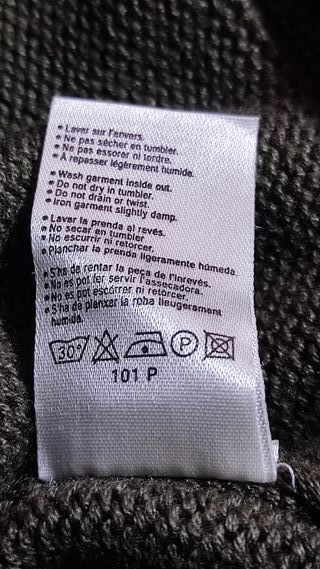 • Laver sur l'envers.
• Ne pas sécher en tumbler.
• Ne pas essorer ni tordre.
• À repasser légèrement humide.
• Wash garment inside out.
• Do not dry in tumbler.
• Do not drain or twist.
• Iron garment slightly damp.
• Lavar la prenda al revés.
• No secar en tumbler.
• No escurrir ni retorcer.
• Planchar la prenda ligeramente húmeda.
• S'ha de rentar la peça de l'inrevés.
• No es pot fer servir l'assecadora.
• No es pot escórrer ni retorcer.
• S'ha de planxar la roba lleugerament
humida.
30° P
101 P